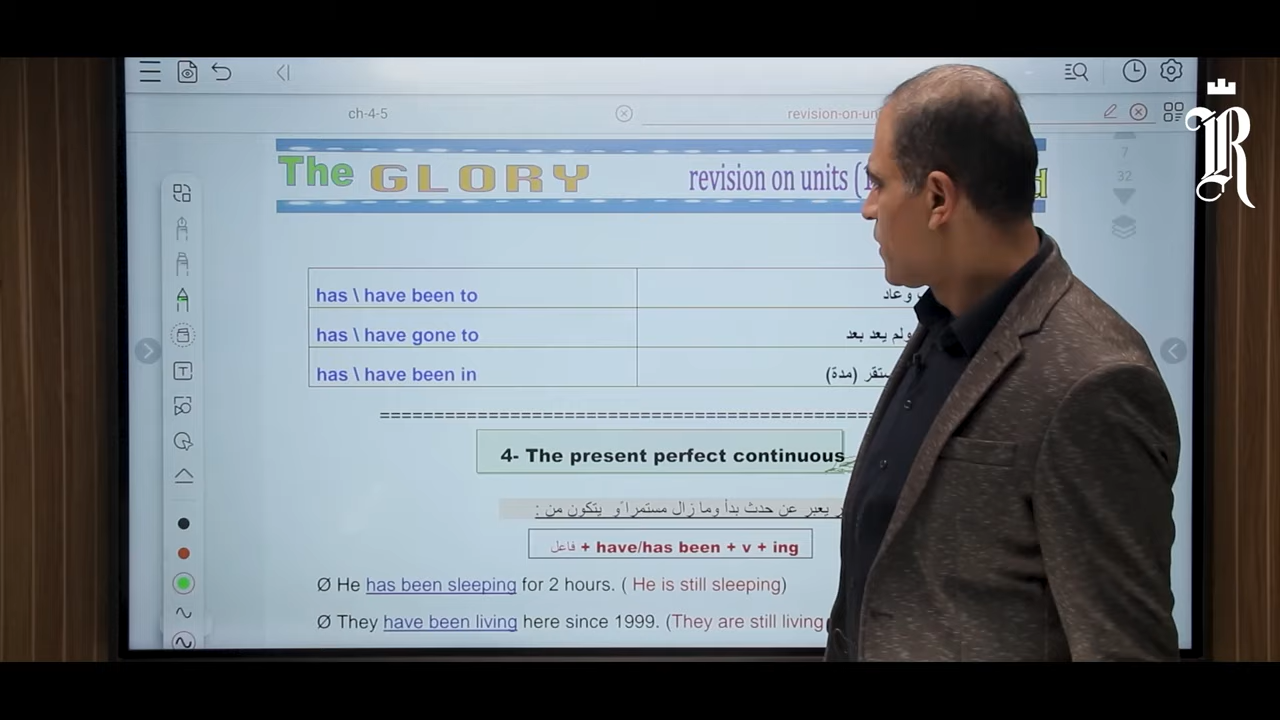 ch-4-5
revision-on-un
7
32
The GLORY revision on units (1
has \ have been to وعاد
has \ have gone to ولم يعد بعد
has \ have been in (مدة)
========================================
4- The present perfect continuous
يعبر عن حدث بدأ وما زال مستمرا ًو يتكون من :
فاعل + have/has been + v + ing
Ø He has been sleeping for 2 hours. ( He is still sleeping)
Ø They have been living here since 1999. (They are still living
R